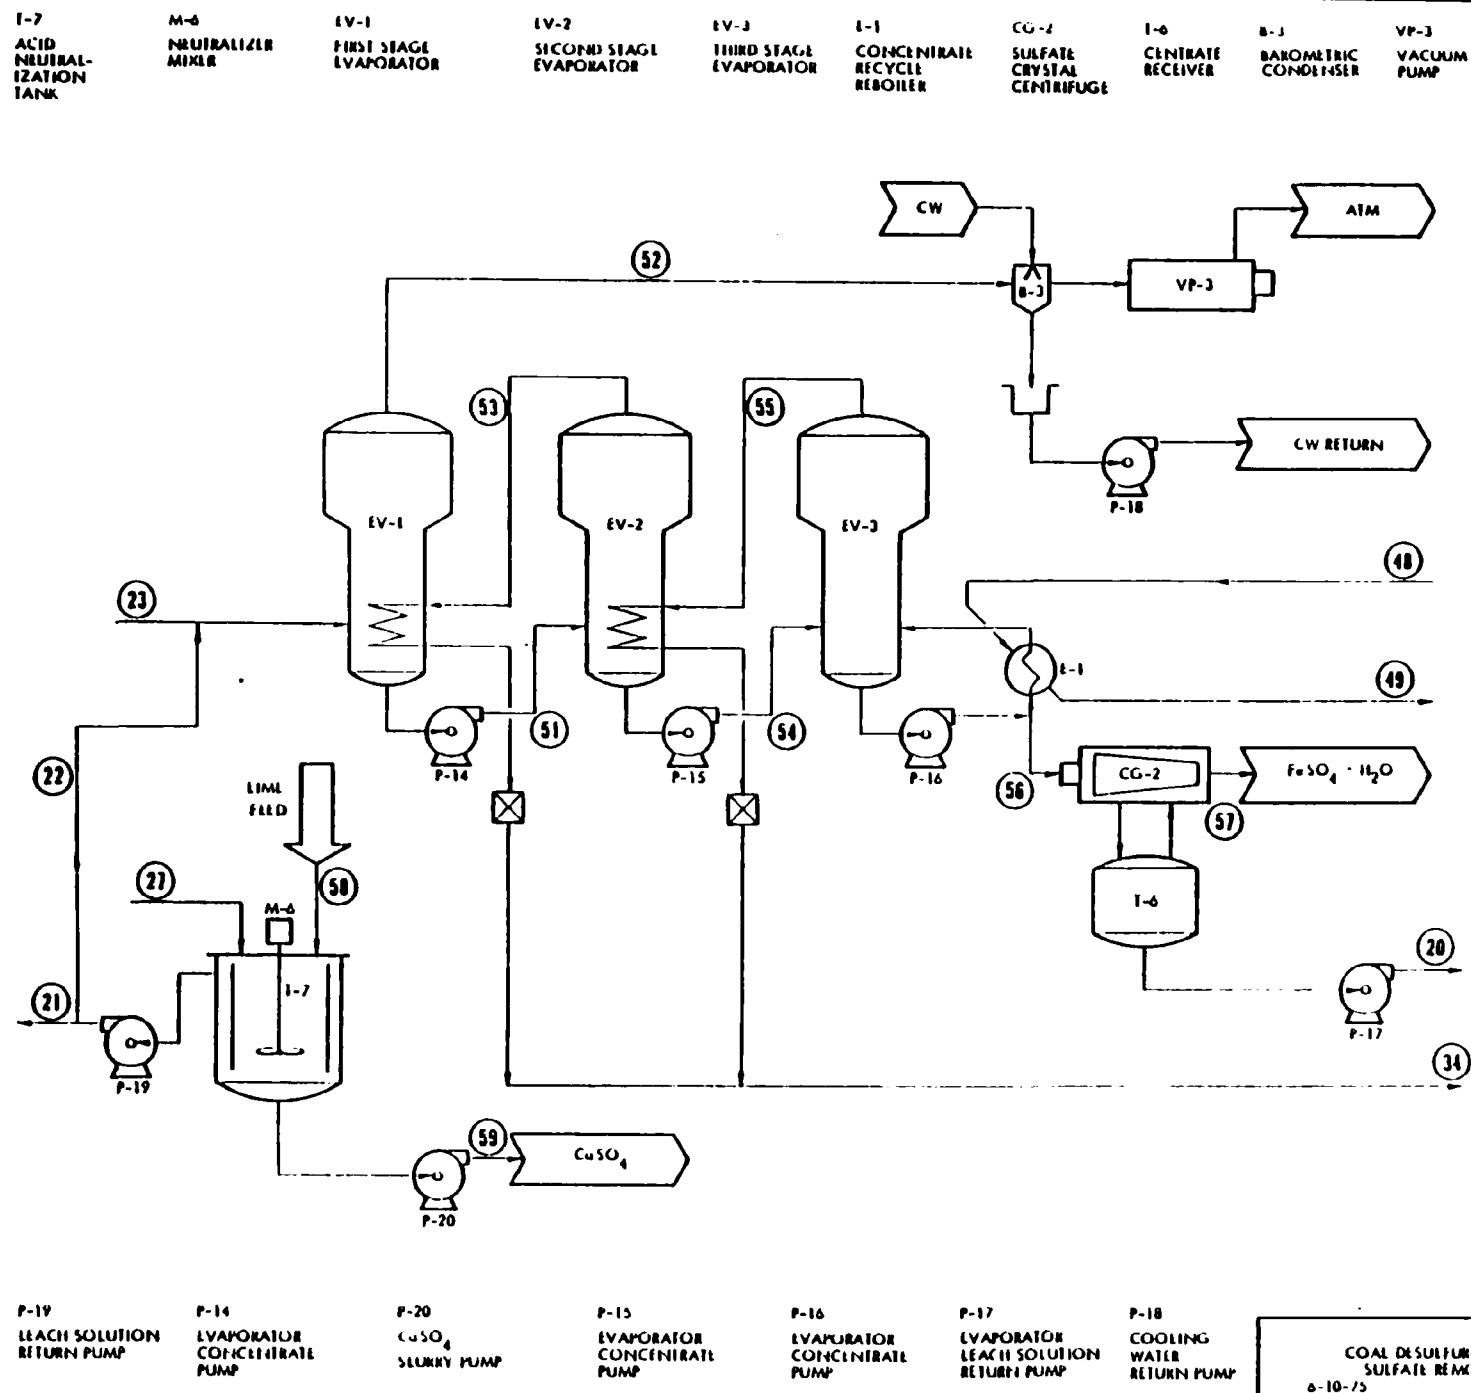 T-7
ACID
NEUTRAL-
IZATION
TANK
M-6
NEUTRALIZER
MIXER
EV-1
FIRST STAGE
EVAPORATOR
EV-2
SECOND STAGE
EVAPORATOR
EV-3
THIRD STAGE
EVAPORATOR
E-1
CONCENTRATE
RECYCLE
REBOILER
CG-2
SULFATE
CRYSTAL
CENTRIFUGE
T-6
CENTRATE
RECEIVER
B-3
BAROMETRIC
CONDENSER
VP-3
VACUUM
PUMP
CW
ATM
52
B-3
VP-3
53
55
CW RETURN
P-18
EV-1
EV-2
EV-3
48
23
E-1
49
51
54
P-14
P-15
P-16
22
LIME
FEED
56
CG-2
FeSO4 · H2O
57
27
58
M-6
T-6
20
21
T-7
P-17
P-19
34
59
CaSO4
P-20
P-19
LEACH SOLUTION
RETURN PUMP
P-14
EVAPORATOR
CONCENTRATE
PUMP
P-20
CaSO4
SLURRY PUMP
P-15
EVAPORATOR
CONCENTRATE
PUMP
P-16
EVAPORATOR
CONCENTRATE
PUMP
P-17
EVAPORATOR
LEACH SOLUTION
RETURN PUMP
P-18
COOLING
WATER
RETURN PUMP
COAL DESULFUR
SULFATE REMO
6-10-75